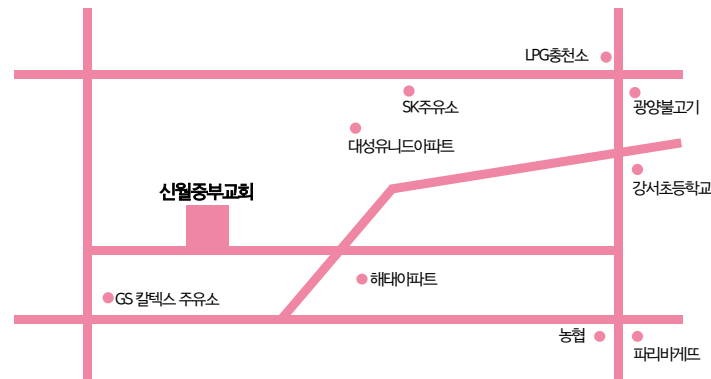 LPG충천소
SK주유소
광양불고기
대성유니드아파트
강서초등학교
신월중부교회
해태아파트
GS 칼텍스 주유소
농협
파리바게뜨